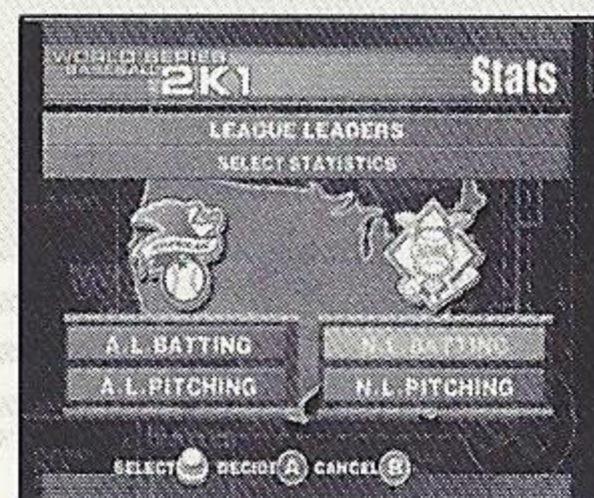 WORLD SERIES
BASEBALL
2K1
Stats
LEAGUE LEADERS
SELECT STATISTICS
A.L.BATTING
N.L.BATTING
A.L.PITCHING
N.L.PITCHING
SELECT DECIDE A CANCEL B